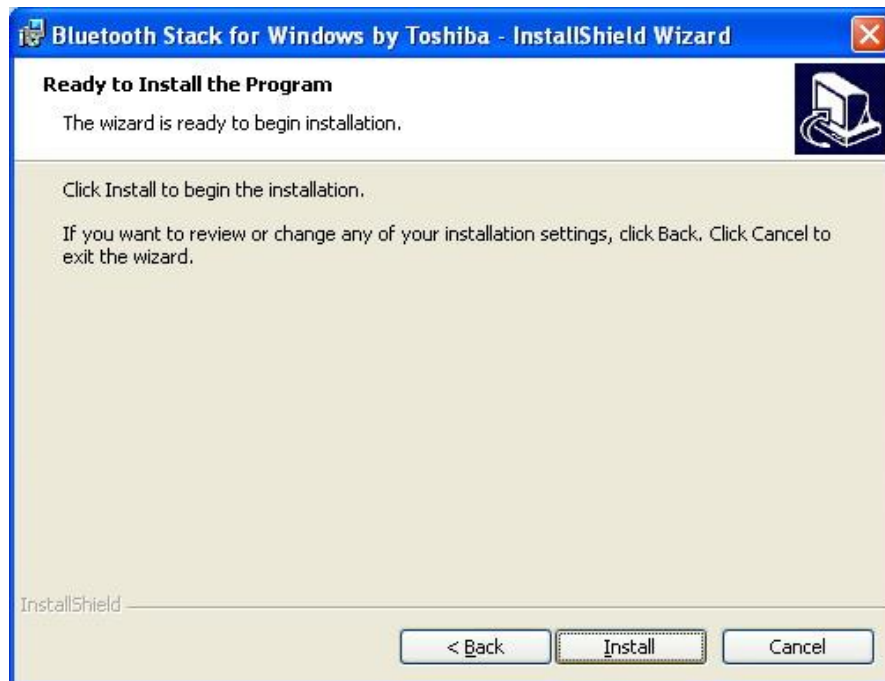 Bluetooth Stack for Windows by Toshiba - InstallShield Wizard
Ready to Install the Program
The wizard is ready to begin installation.
Click Install to begin the installation.
If you want to review or change any of your installation settings, click Back. Click Cancel to
exit the wizard.
InstallShield
< Back Install Cancel